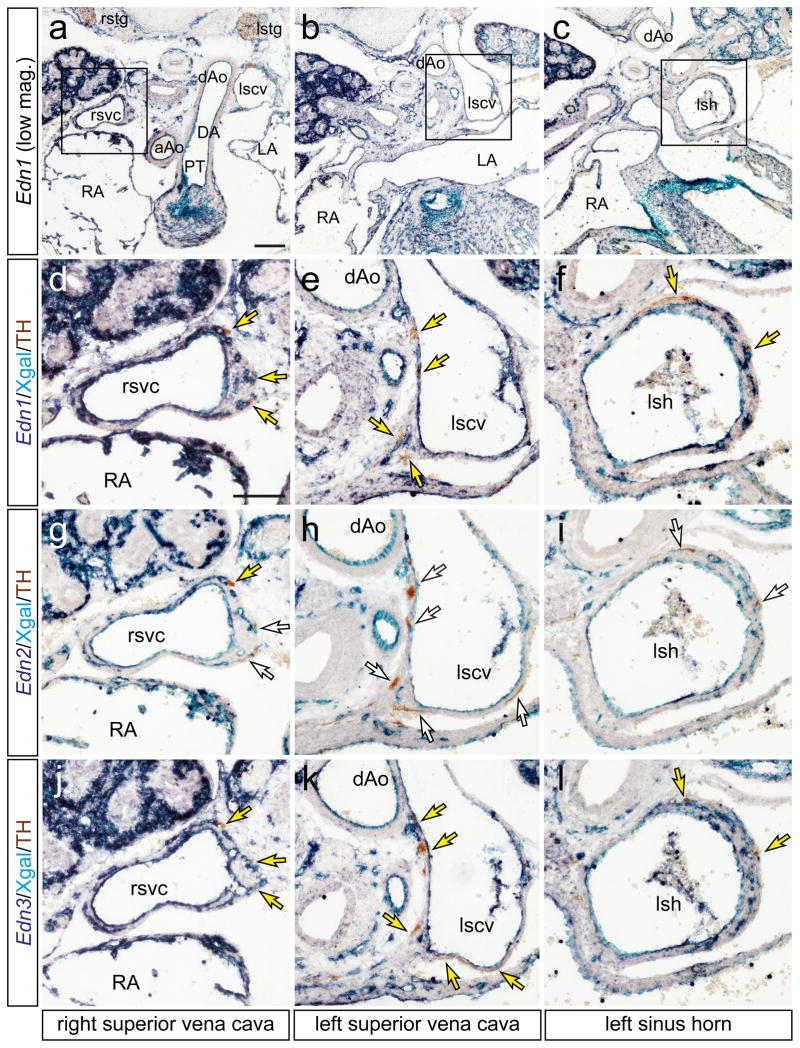 Edn1 (low mag.)
a
rstg
lstg
dAo
lscv
rsvc
DA
aAo
LA
PT
RA
b
dAo
lscv
LA
RA
c
dAo
lsh
RA
Edn1/Xgal/TH
d
rsvc
RA
e
dAo
lscv
f
lsh
Edn2/Xgal/TH
g
rsvc
RA
h
dAo
lscv
i
lsh
Edn3/Xgal/TH
j
rsvc
RA
k
dAo
lscv
l
lsh
right superior vena cava
left superior vena cava
left sinus horn